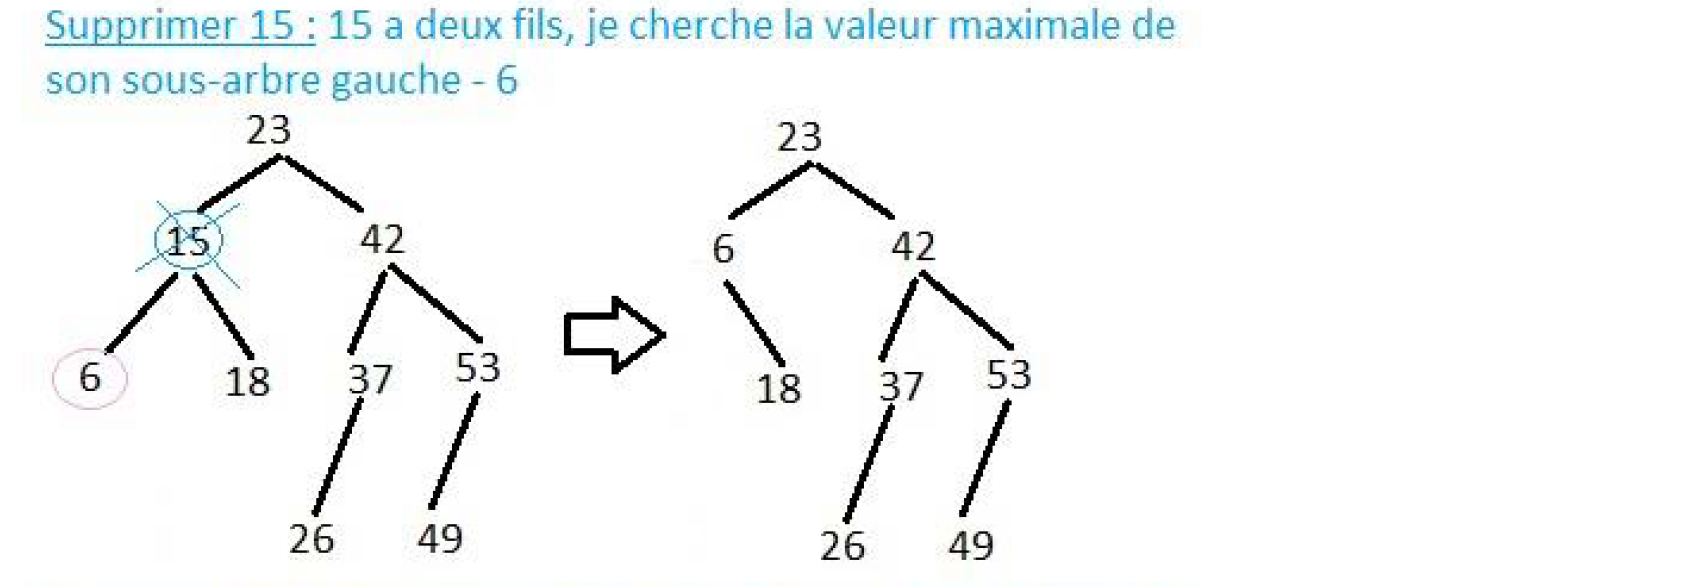 Supprimer 15 : 15 a deux fils, je cherche la valeur maximale de
son sous-arbre gauche - 6
23 23
15 42 6 42
6 18 37 53 18 37 53
26 49 26 49